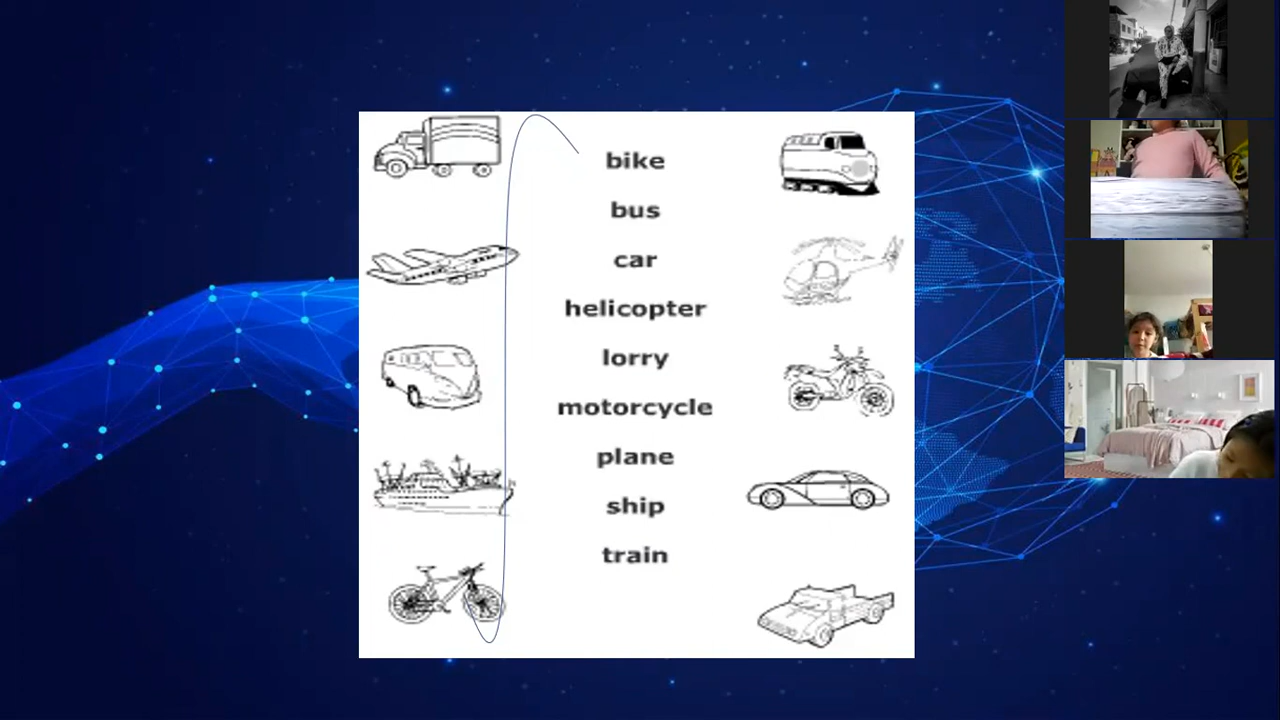 bike
bus
car
helicopter
lorry
motorcycle
plane
ship
train